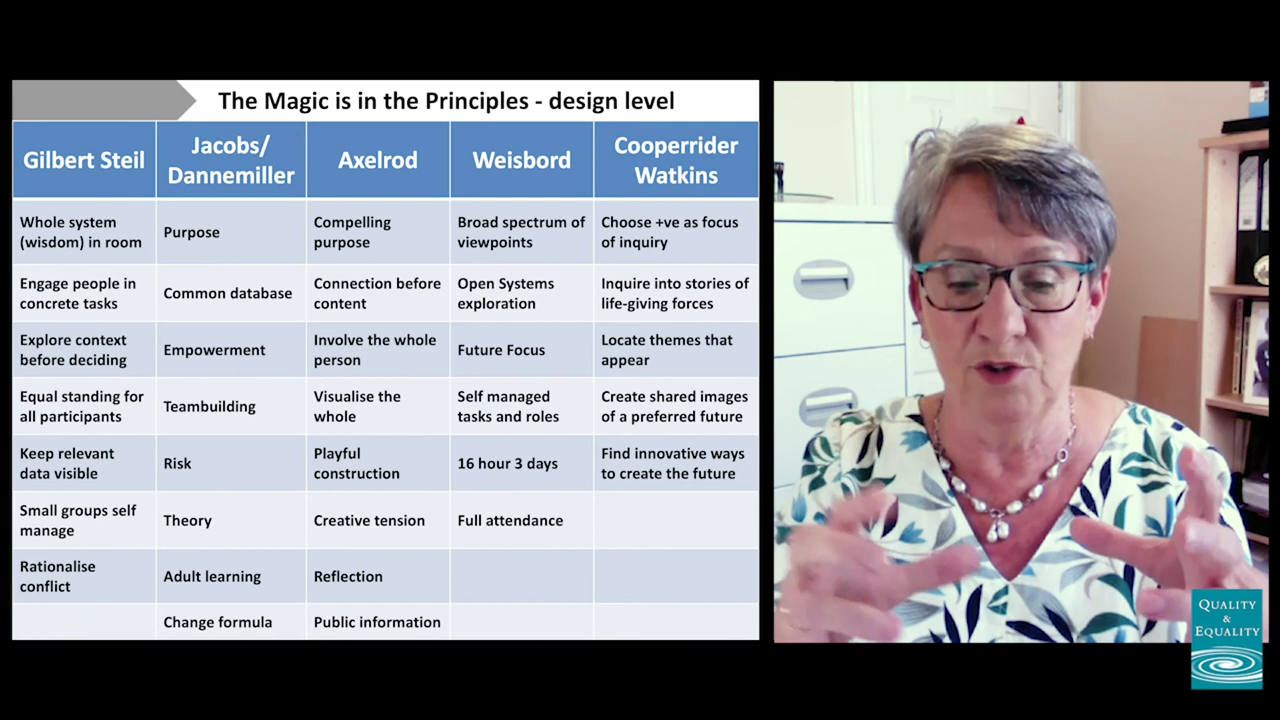 The Magic is in the Principles - design level
Gilbert Steil
Jacobs/
Dannemiller
Axelrod
Weisbord
Cooperrider
Watkins
Whole system
(wisdom) in room
Purpose
Compelling
purpose
Broad spectrum of
viewpoints
Choose +ve as focus
of inquiry
Engage people in
concrete tasks
Common database
Connection before
content
Open Systems
exploration
Inquire into stories of
life-giving forces
Explore context
before deciding
Empowerment
Involve the whole
person
Future Focus
Locate themes that
appear
Equal standing for
all participants
Teambuilding
Visualise the
whole
Self managed
tasks and roles
Create shared images
of a preferred future
Keep relevant
data visible
Risk
Playful
construction
16 hour 3 days
Find innovative ways
to create the future
Small groups self
manage
Theory
Creative tension
Full attendance
Rationalise
conflict
Adult learning
Reflection
Change formula
Public information
QUALITY
&
EQUALITY